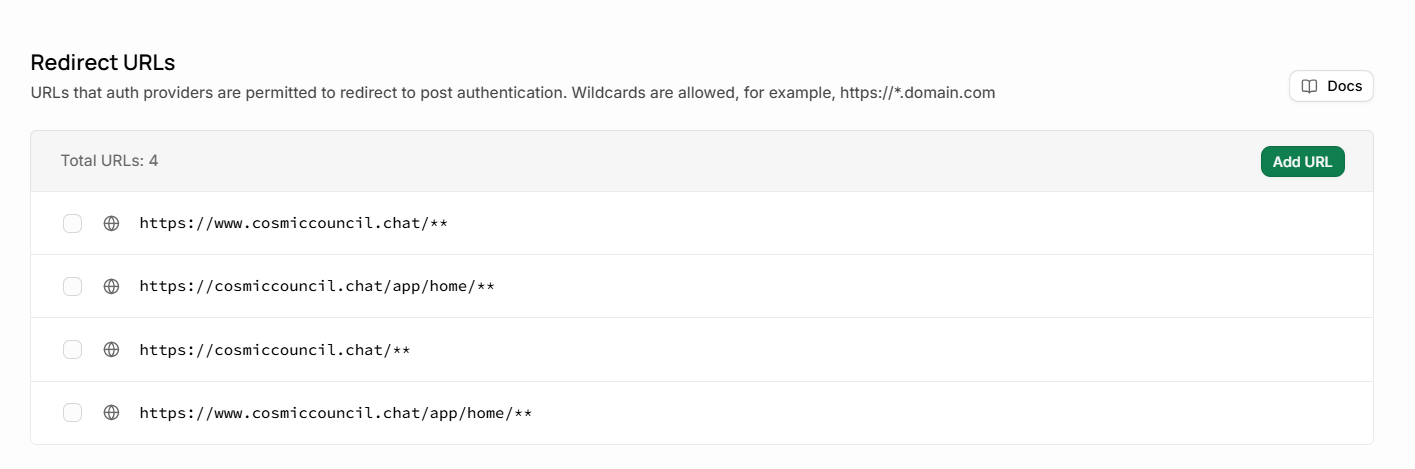 Redirect URLs
URLs that auth providers are permitted to redirect to post authentication. Wildcards are allowed, for example, https://*.domain.com
Docs
Total URLs: 4
Add URL
https://www.cosmiccouncil.chat/**
https://cosmiccouncil.chat/app/home/**
https://cosmiccouncil.chat/**
https://www.cosmiccouncil.chat/app/home/**